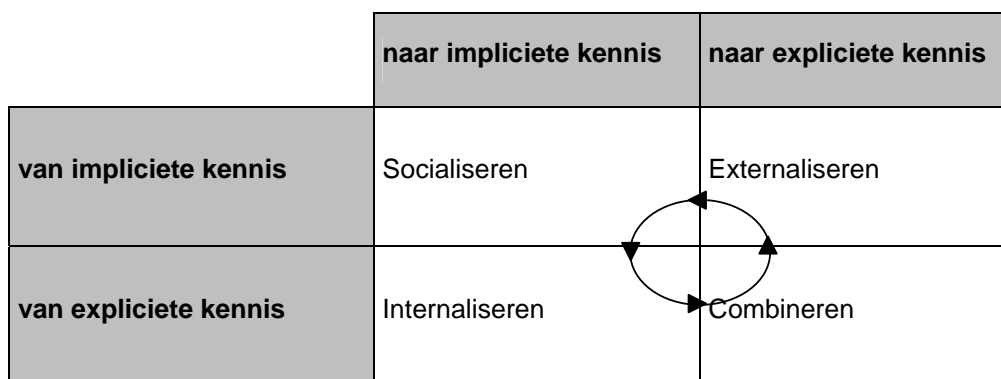 naar impliciete kennis
naar expliciete kennis
van impliciete kennis
Socialiseren
Externaliseren
van expliciete kennis
Internaliseren
Combineren